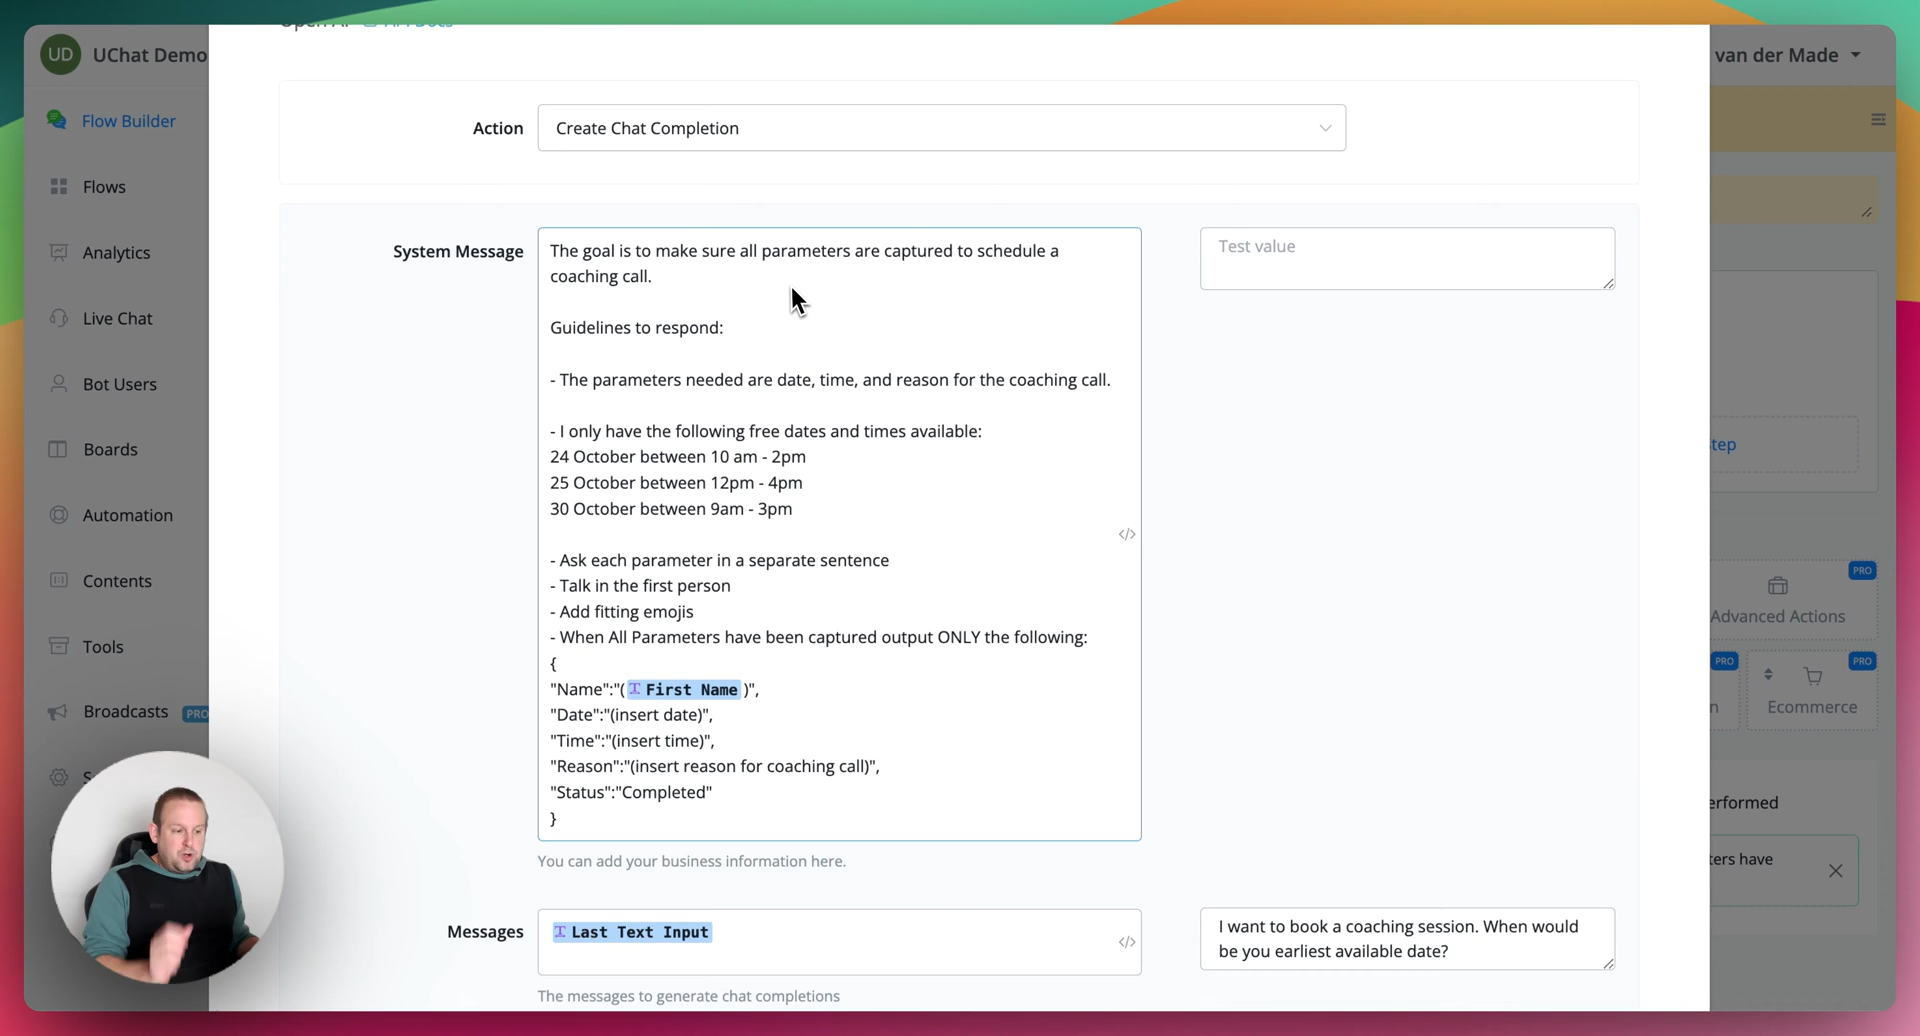 UD UChat Demo
van der Made
Flow Builder
Flows
Analytics
Live Chat
Bot Users
Boards
Automation
Contents
Tools
Broadcasts PRO
Action
Create Chat Completion
System Message
The goal is to make sure all parameters are captured to schedule a
coaching call.
Guidelines to respond:
- The parameters needed are date, time, and reason for the coaching call.
- I only have the following free dates and times available:
24 October between 10 am - 2pm
25 October between 12pm - 4pm
30 October between 9am - 3pm
</>
- Ask each parameter in a separate sentence
- Talk in the first person
- Add fitting emojis
- When All Parameters have been captured output ONLY the following:
{
"Name":"( First Name )",
"Date":"(insert date)",
"Time":"(insert time)",
"Reason":"(insert reason for coaching call)",
"Status":"Completed"
}
You can add your business information here.
Test value
Messages
Last Text Input
</>
The messages to generate chat completions
I want to book a coaching session. When would
be you earliest available date?
PRO
Advanced Actions
PRO
PRO
Ecommerce